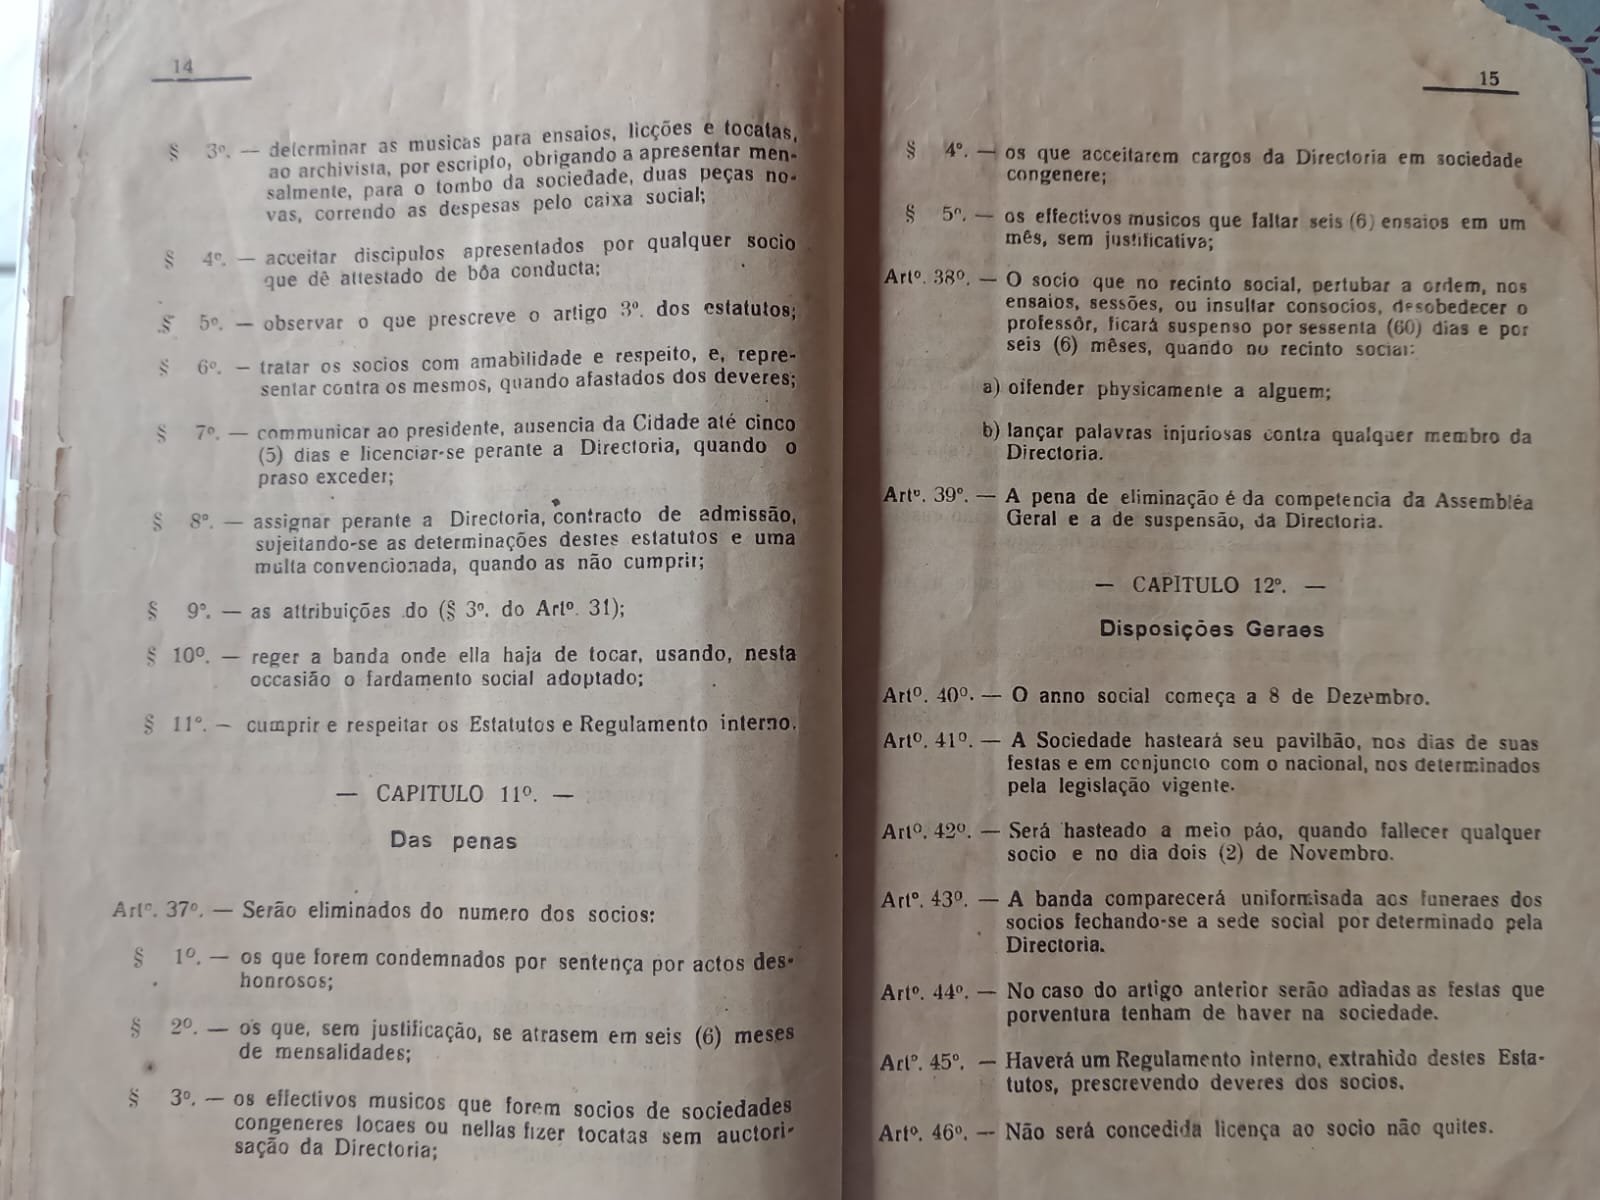 14
§ 3º. — determinar as musicas para ensaios, licções e tocatas,
ao archivista, por escripto, obrigando a apresentar men-
salmente, para o tombo da sociedade, duas peças no-
vas, correndo as despesas pelo caixa social;
§ 4º. — acceitar discipulos apresentados por qualquer socio
que dê attestado de bôa conducta;
§ 5º. — observar o que prescreve o artigo 3º. dos estatutos;
§ 6º. — tratar os socios com amabilidade e respeito, e, repre-
sentar contra os mesmos, quando afastados dos deveres;
§ 7º. — communicar ao presidente, ausencia da Cidade até cinco
(5) dias e licenciar-se perante a Directoria, quando o
praso exceder;
§ 8º. — assignar perante a Directoria, contracto de admissão,
sujeitando-se as determinações destes estatutos e uma
multa convencionada, quando as não cumprir;
§ 9º. — as attribuições do (§ 3º. do Artº. 31);
§ 10º. — reger a banda onde ella haja de tocar, usando, nesta
occasião o fardamento social adoptado;
§ 11º. — cumprir e respeitar os Estatutos e Regulamento interno.
— CAPITULO 11º. —
Das penas
Artº. 37º. — Serão eliminados do numero dos socios:
§ 1º. — os que forem condemnados por sentença por actos des-
honrosos;
§ 2º. — os que, sem justificação, se atrasem em seis (6) meses
de mensalidades;
§ 3º. — os effectivos musicos que forem socios de sociedades
congeneres locaes ou nellas fizer tocatas sem auctori-
sação da Directoria;
15
§ 4º. — os que acceitarem cargos da Directoria em sociedade
congenere;
§ 5º. — os effectivos musicos que faltar seis (6) ensaios em um
mês, sem justificativa;
Artº. 38º. — O socio que no recinto social, pertubar a ordem, nos
ensaios, sessões, ou insultar consocios, desobedecer o
professôr, ficará suspenso por sessenta (60) dias e por
seis (6) mêses, quando no recinto social:
a) offender physicamente a alguem;
b) lançar palavras injuriosas contra qualquer membro da
Directoria.
Artº. 39º. — A pena de eliminação é da competencia da Assembléa
Geral e a de suspensão, da Directoria.
— CAPITULO 12º. —
Disposições Geraes
Artº. 40º. — O anno social começa a 8 de Dezembro.
Artº. 41º. — A Sociedade hasteará seu pavilhão, nos dias de suas
festas e em conjuncto com o nacional, nos determinados
pela legislação vigente.
Artº. 42º. — Será hasteado a meio páo, quando fallecer qualquer
socio e no dia dois (2) de Novembro.
Artº. 43º. — A banda comparecerá uniformisada aos funeraes dos
socios fechando-se a sede social por determinado pela
Directoria.
Artº. 44º. — No caso do artigo anterior serão adiadas as festas que
porventura tenham de haver na sociedade.
Artº. 45º. — Haverá um Regulamento interno, extrahido destes Esta-
tutos, prescrevendo deveres dos socios.
Artº. 46º. — Não será concedida licença ao socio não quites.